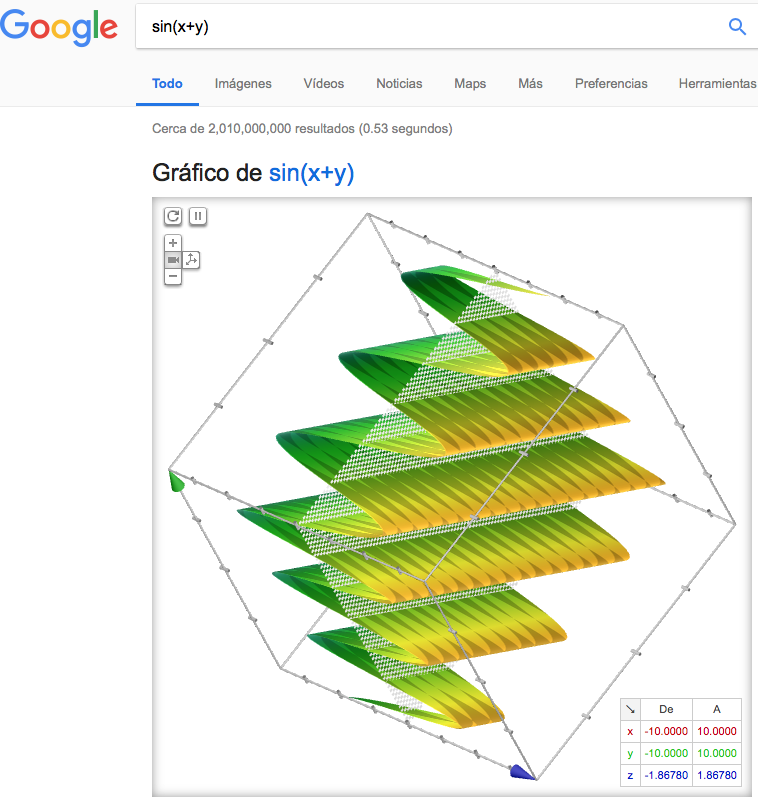 Google
sin(x+y)
Todo Imágenes Vídeos Noticias Maps Más Preferencias Herramientas
Cerca de 2,010,000,000 resultados (0.53 segundos)
Gráfico de sin(x+y)
De A
x -10.0000 10.0000
y -10.0000 10.0000
z -1.86780 1.86780